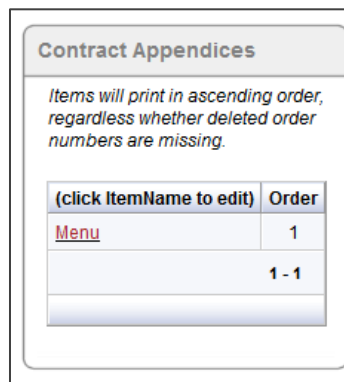 Contract Appendices
Items will print in ascending order,
regardless whether deleted order
numbers are missing.
(click ItemName to edit) Order
Menu 1
1 - 1